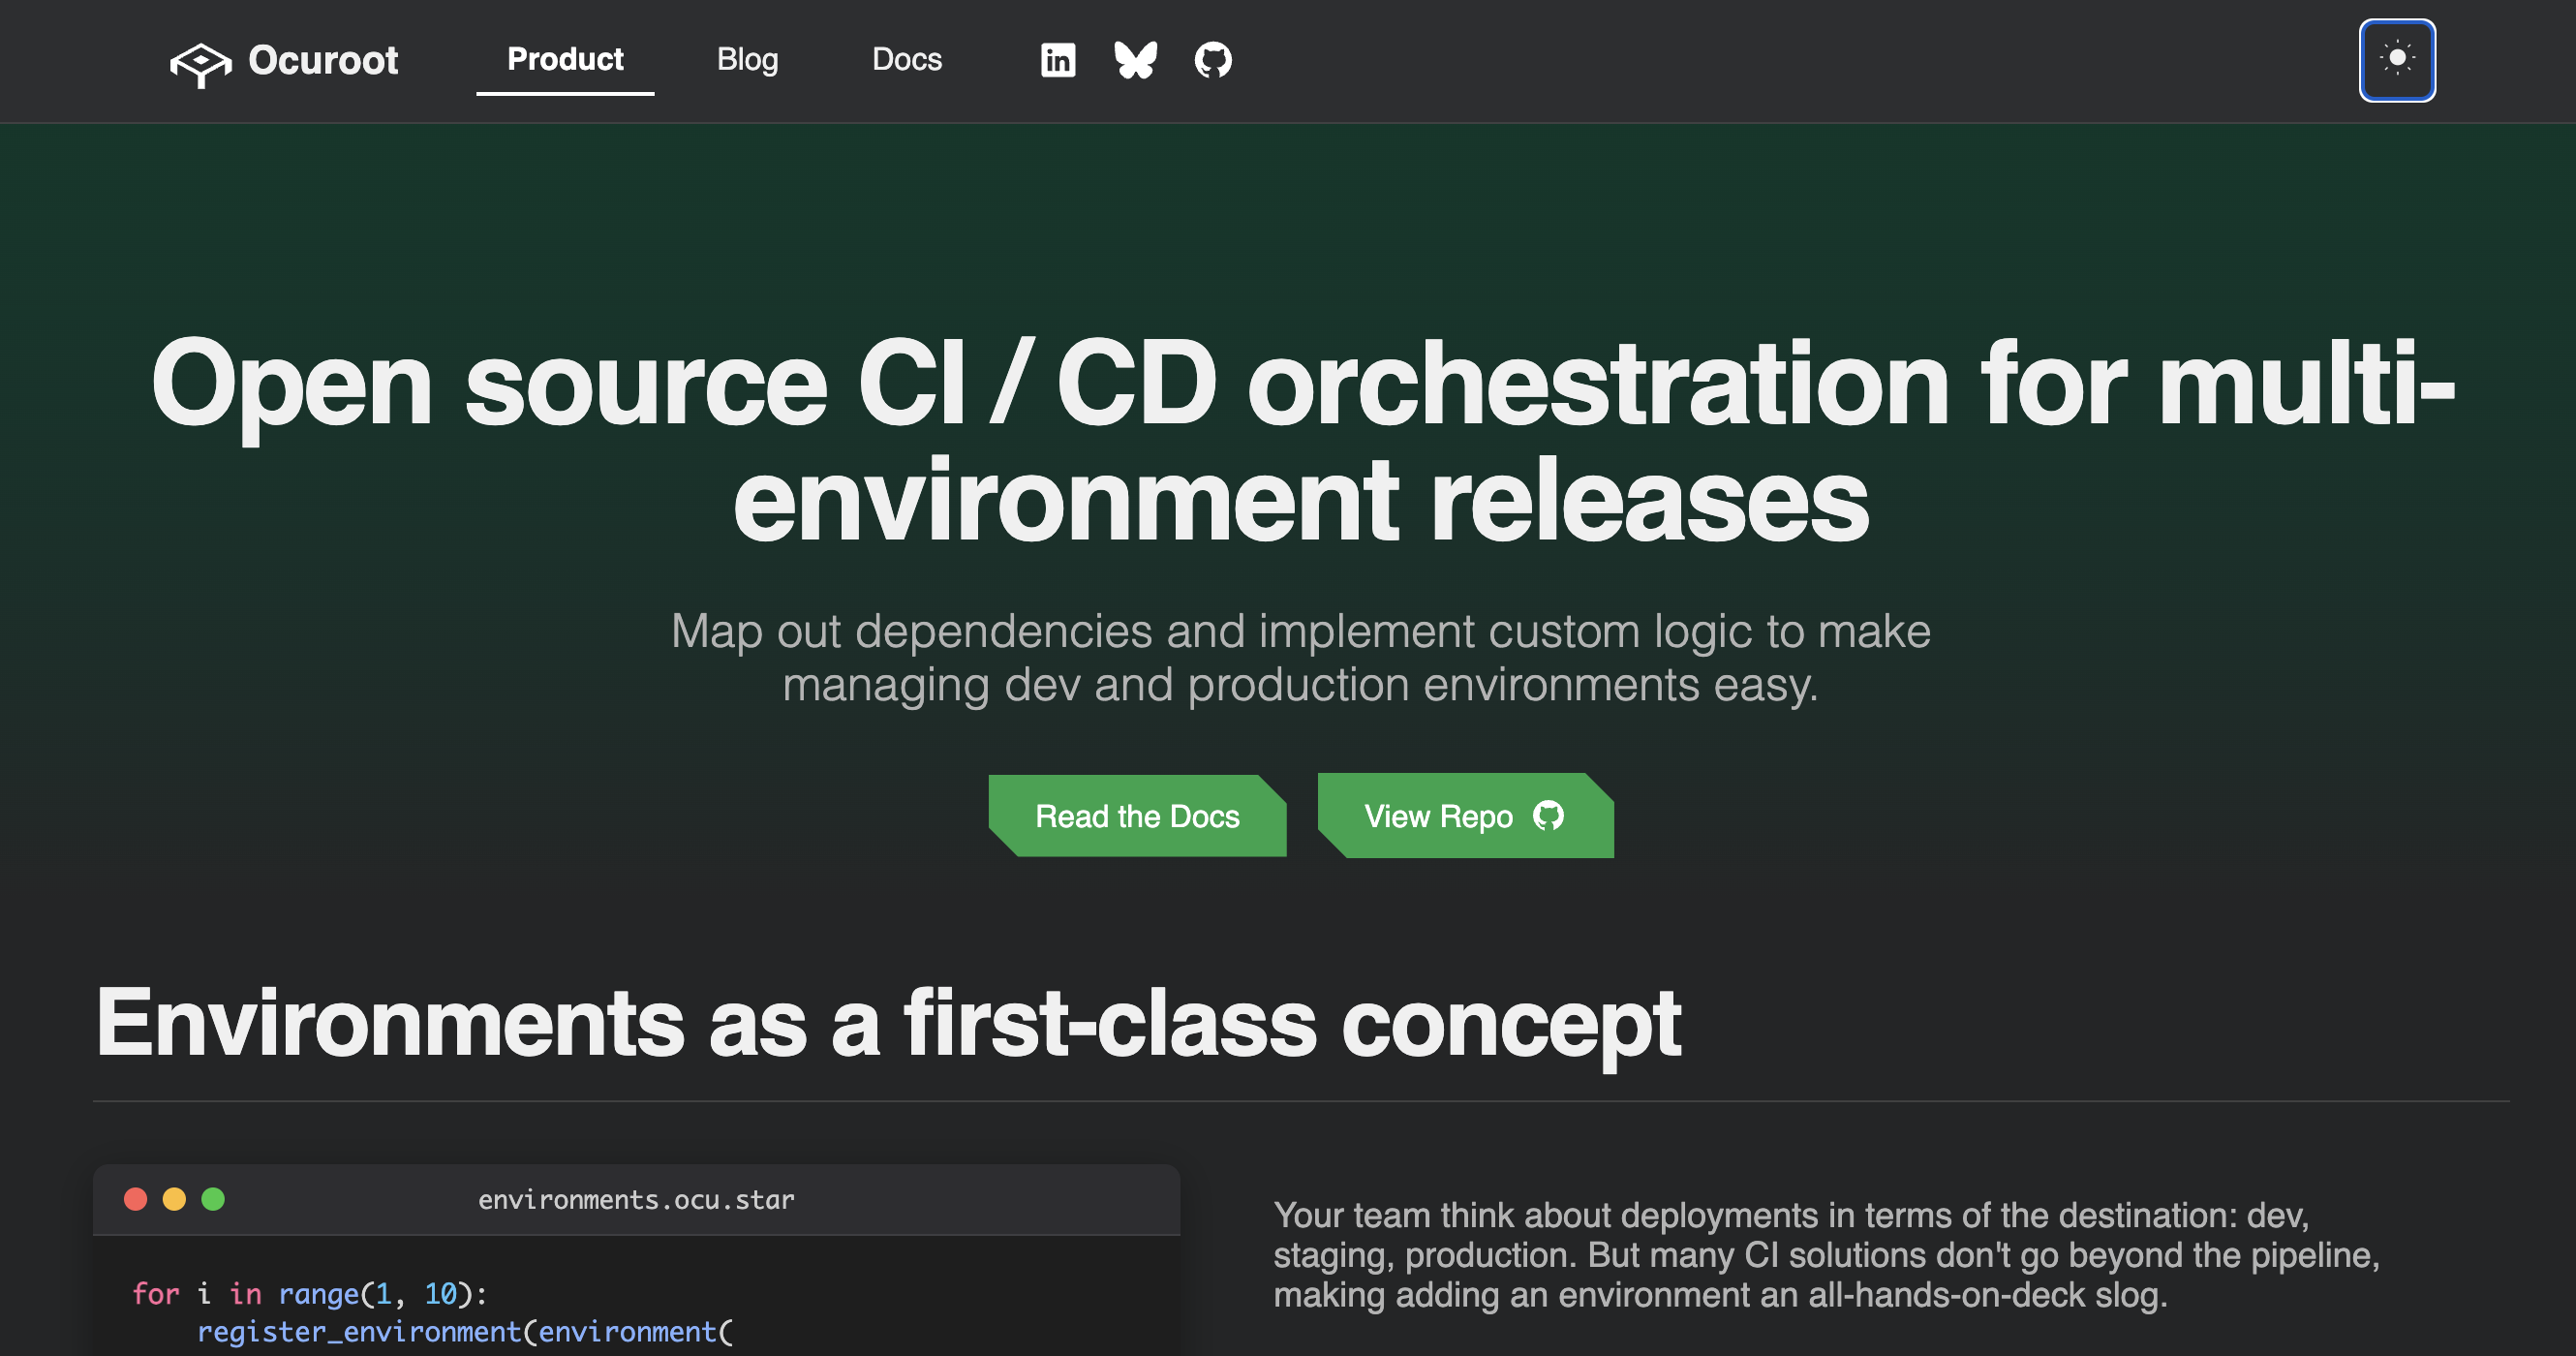 Ocuroot
Product
Blog
Docs
Open source CI / CD orchestration for multi-
environment releases
Map out dependencies and implement custom logic to make
managing dev and production environments easy.
Read the Docs
View Repo
Environments as a first-class concept
environments.ocu.star
for i in range(1, 10):
    register_environment(environment(
Your team think about deployments in terms of the destination: dev,
staging, production. But many CI solutions don't go beyond the pipeline,
making adding an environment an all-hands-on-deck slog.